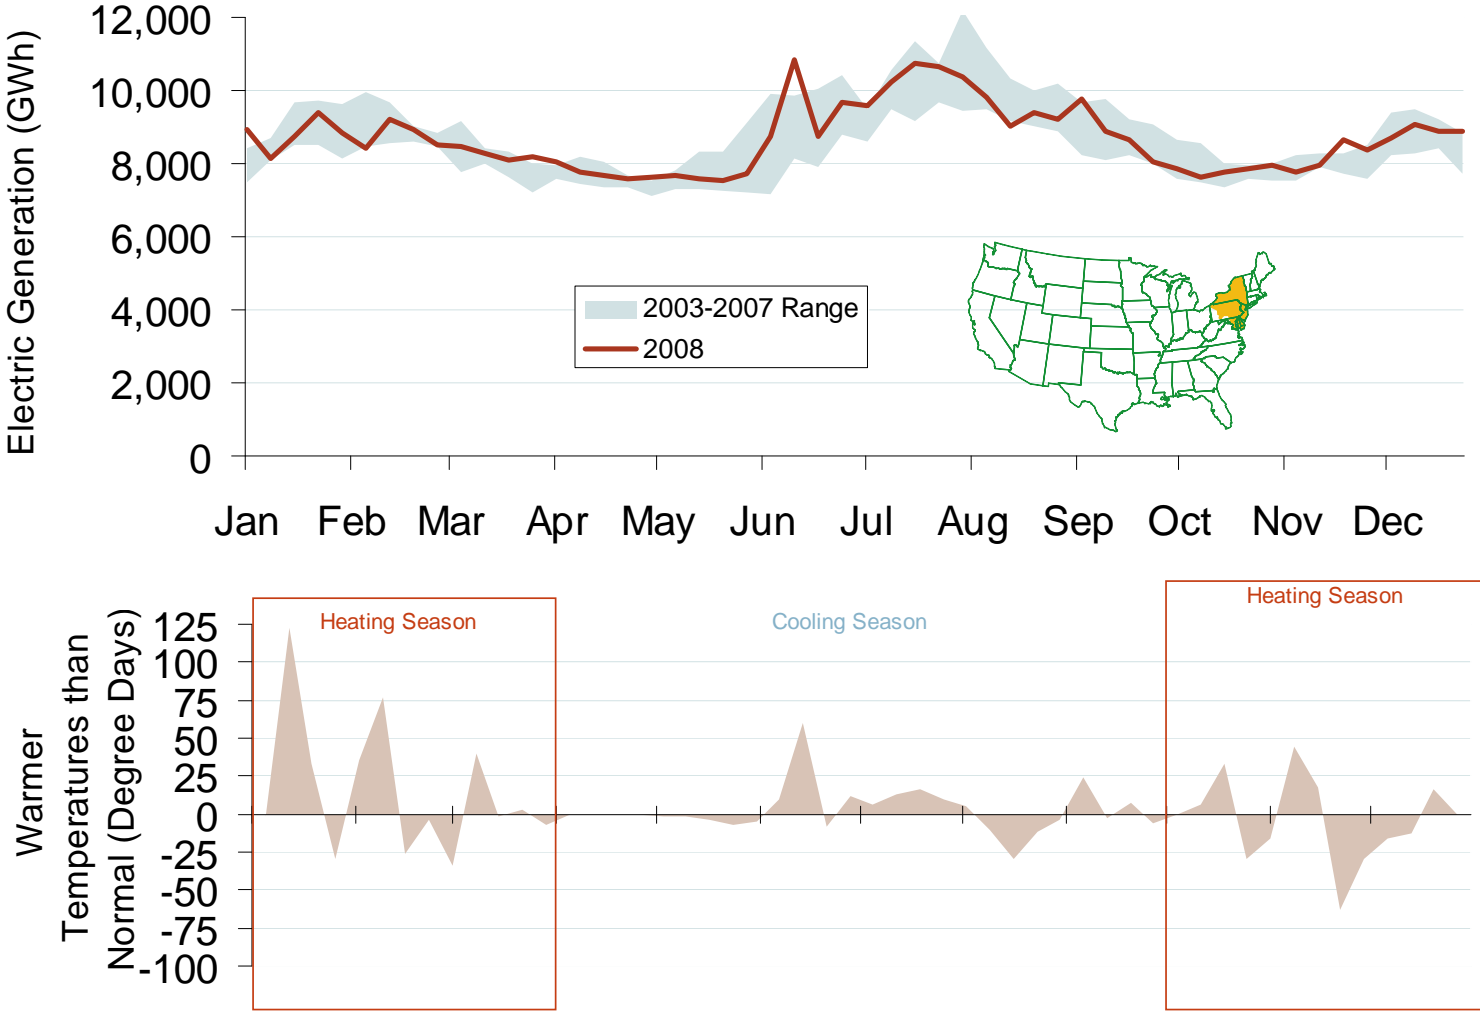 Electric Generation (GWh)
12,000
10,000
8,000
6,000
4,000
2,000
0
2003-2007 Range
2008
Jan Feb Mar Apr May Jun Jul Aug Sep Oct Nov Dec
Warmer
Temperatures than
Normal (Degree Days)
125
100
75
50
25
0
-25
-50
-75
-100
Heating Season
Cooling Season
Heating Season